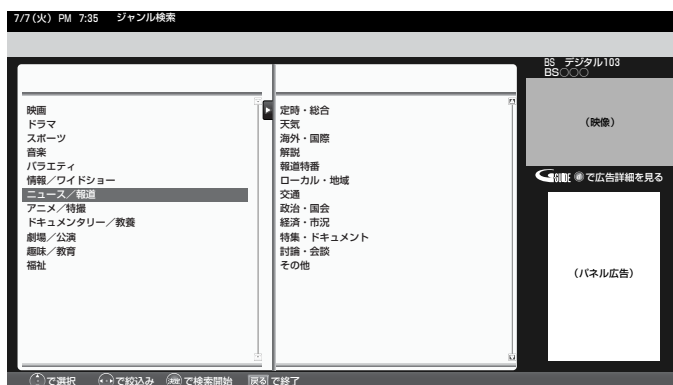 7/7(火) PM 7:35 ジャンル検索
BS デジタル103
BS○○○
映画
ドラマ
スポーツ
音楽
バラエティ
情報/ワイドショー
ニュース/報道
アニメ/特撮
ドキュメンタリー/教養
劇場/公演
趣味/教育
福祉
定時・総合
天気
海外・国際
解説
報道特番
ローカル・地域
交通
政治・国会
経済・市況
特集・ドキュメント
討論・会談
その他
(映像)
G GUIDE で広告詳細を見る
(パネル広告)
で選択 で絞込み 決定 で検索開始 戻る で終了